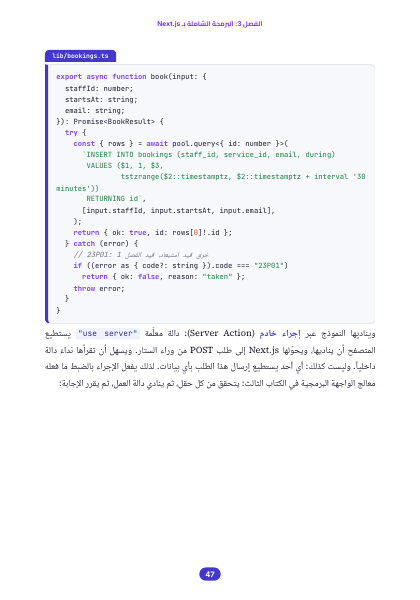 الفصل 3: البرمجة الشاملة بـ Next.js
lib/bookings.ts
export async function book(input: {
  staffId: number;
  startsAt: string;
  email: string;
}): Promise<BookResult> {
  try {
    const { rows } = await pool.query<{ id: number }>(
      `INSERT INTO bookings (staff_id, service_id, email, during)
       VALUES ($1, 1, $3,
               tstzrange($2::timestamptz, $2::timestamptz + interval '30
minutes'))
       RETURNING id`,
      [input.staffId, input.startsAt, input.email],
    );
    return { ok: true, id: rows[0]!.id };
  } catch (error) {
    // 23P01: خرق قيد استبعاد، قيد الفصل 1
    if ((error as { code?: string }).code === "23P01")
      return { ok: false, reason: "taken" };
    throw error;
  }
}
ويناديها النموذج عبر إجراء خادم (Server Action): دالة معلّمة "use server" يستطيع
المتصفح أن يناديها، ويحوّلها Next.js إلى طلب POST من وراء الستار. ويسهل أن تقرأها نداء دالة
داخلياً. وليست كذلك: أي أحد يستطيع إرسال هذا الطلب بأي بيانات. لذلك يفعل الإجراء بالضبط ما فعله
معالج الواجهة البرمجية في الكتاب الثالث: يتحقق من كل حقل، ثم ينادي دالة العمل، ثم يقرر الإجابة:
47